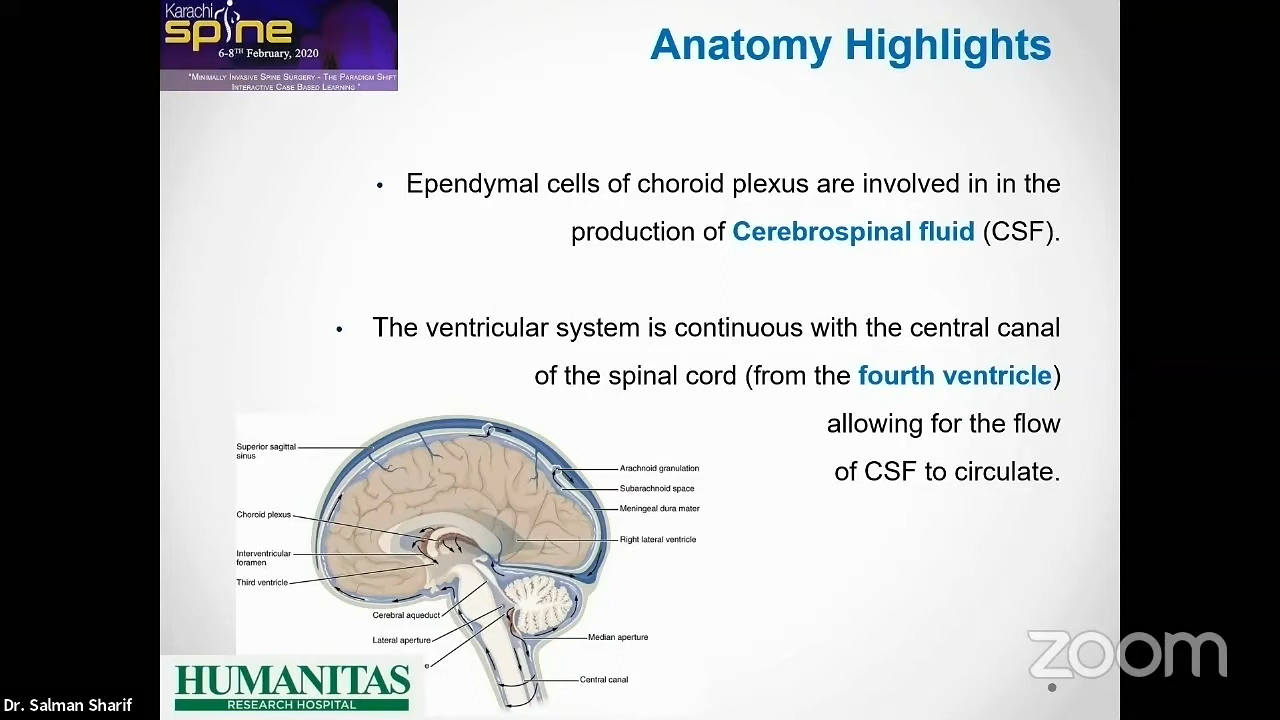 Karachi
spine
6-8TH February, 2020
"Minimally Invasive Spine Surgery - The Paradigm Shift
Interactive Case Based Learning "
Anatomy Highlights
• Ependymal cells of choroid plexus are involved in in the
production of Cerebrospinal fluid (CSF).
• The ventricular system is continuous with the central canal
of the spinal cord (from the fourth ventricle)
allowing for the flow
of CSF to circulate.
Superior sagittal
sinus
Choroid plexus
Interventricular
foramen
Third ventricle
Cerebral aqueduct
Lateral aperture
e
Arachnoid granulation
Subarachnoid space
Meningeal dura mater
Right lateral ventricle
Median aperture
Central canal
HUMANITAS
RESEARCH HOSPITAL
zoom
Dr. Salman Sharif